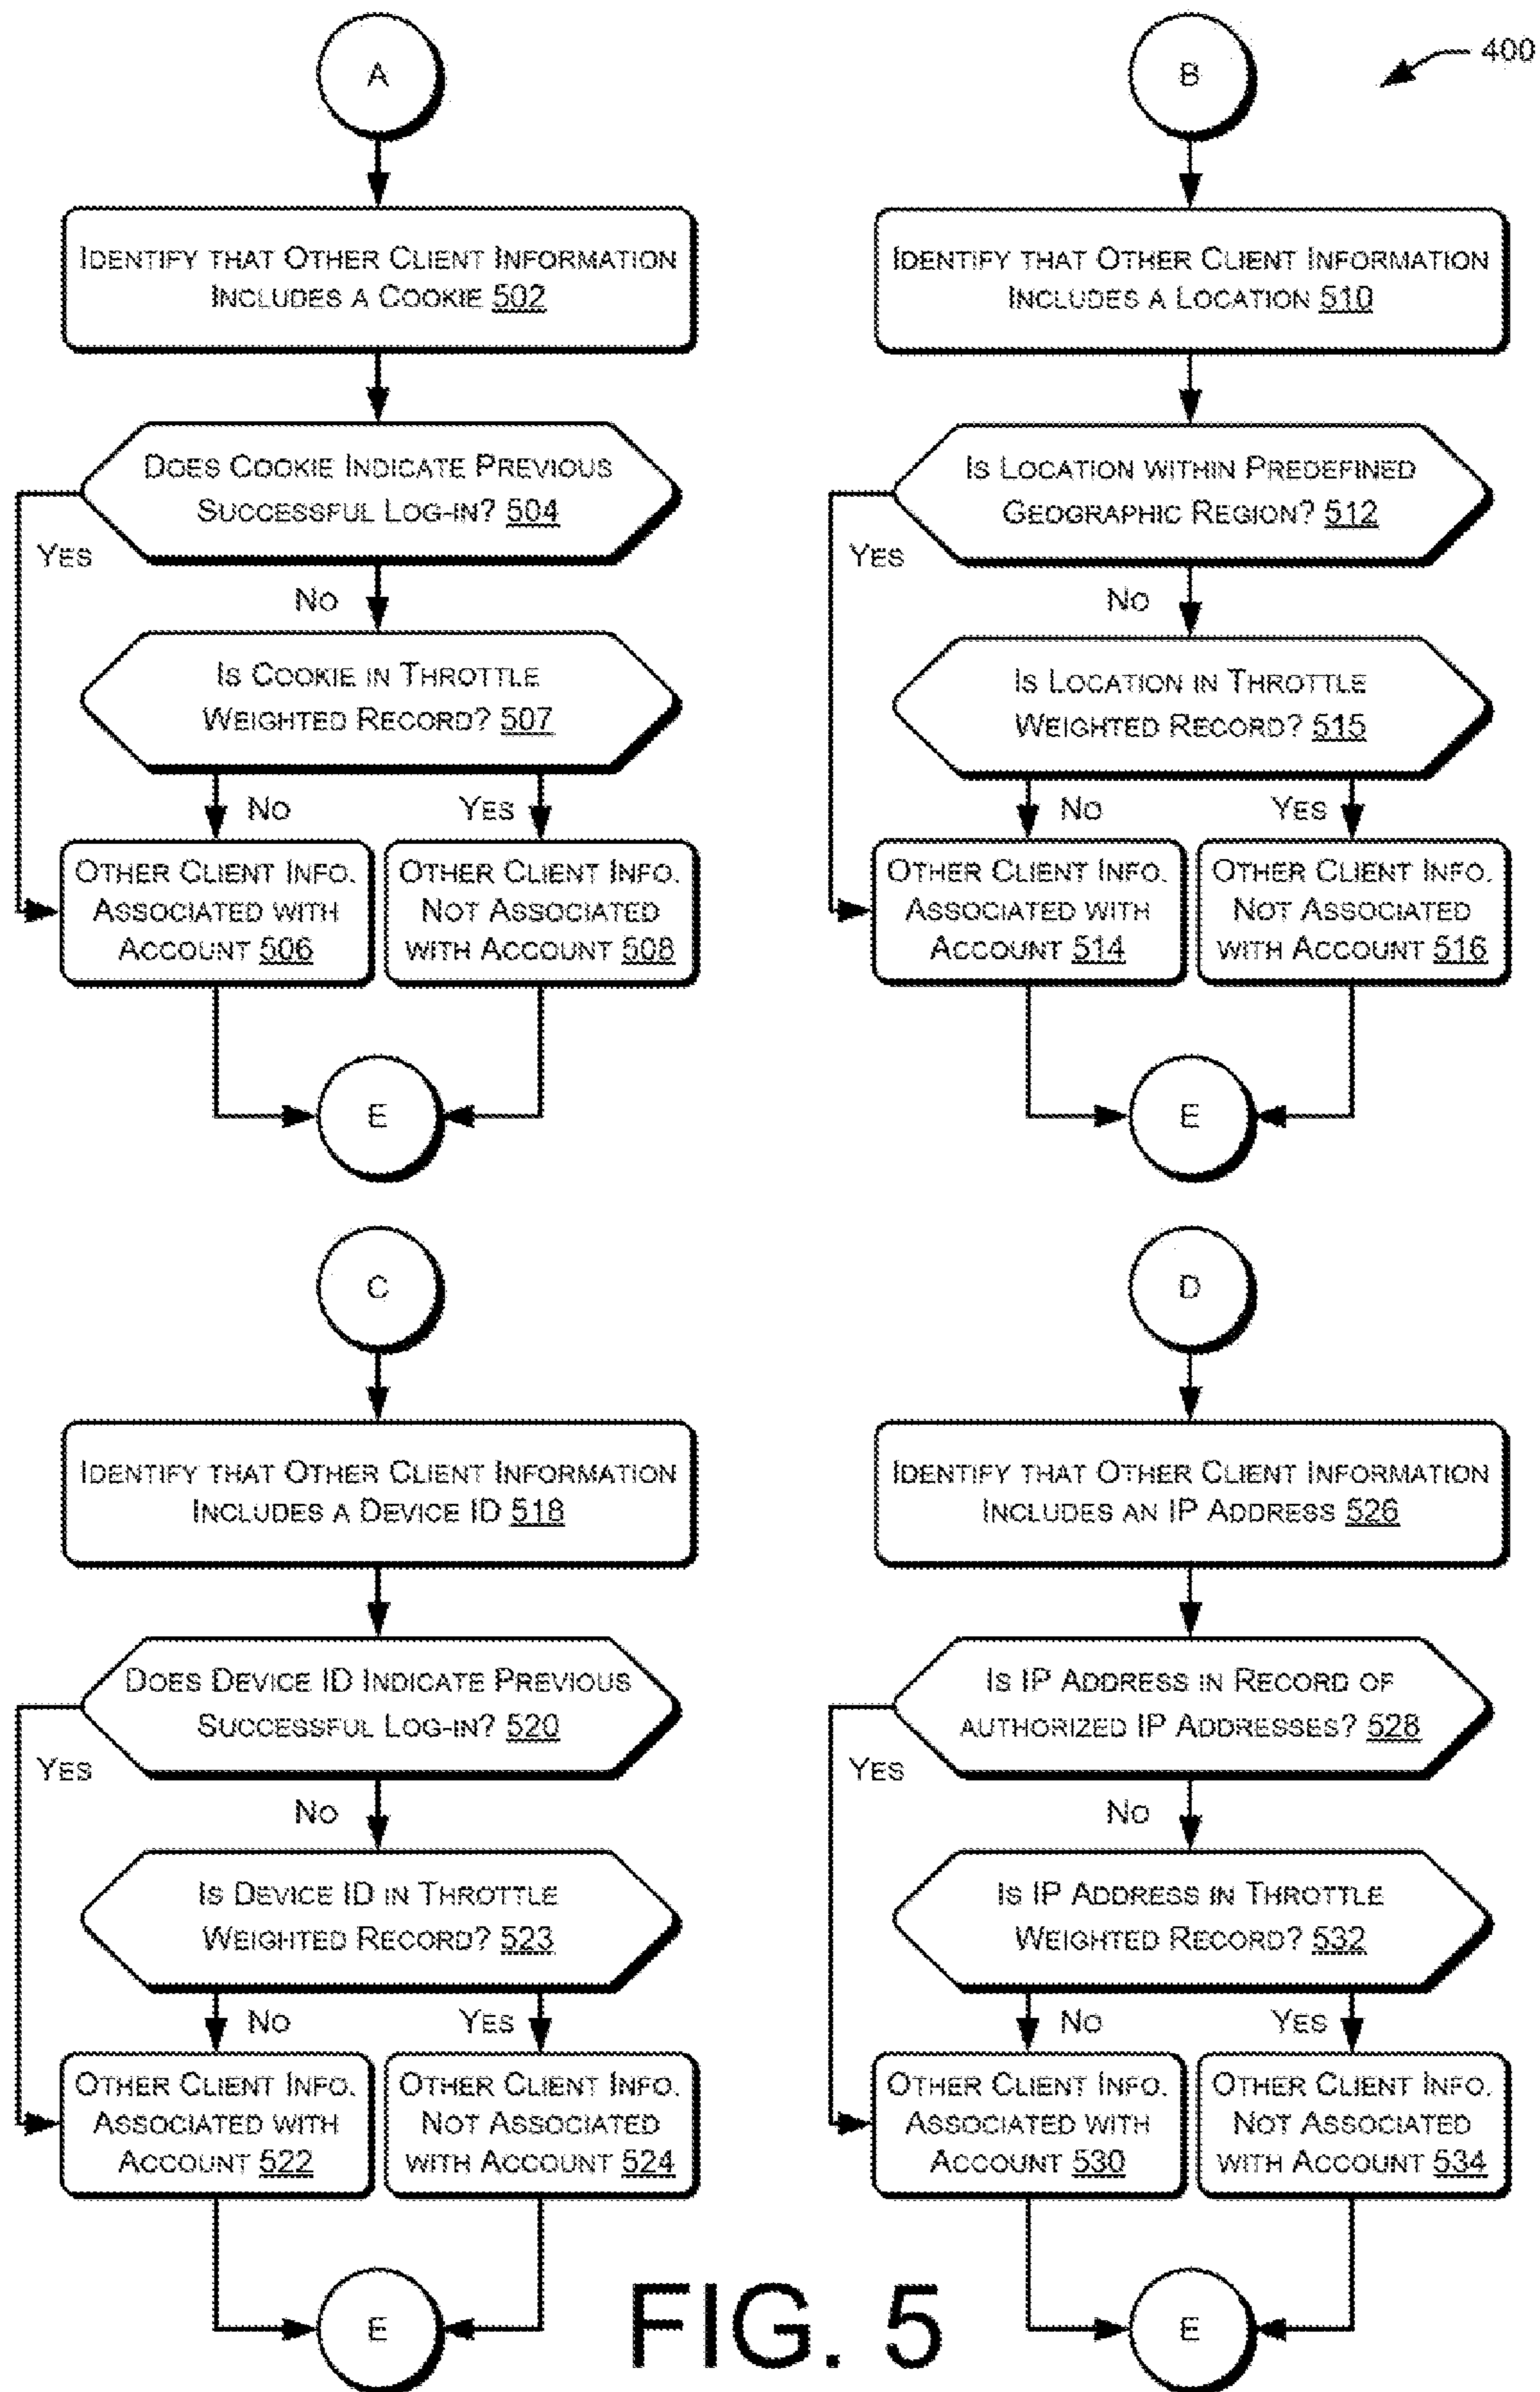 A
IDENTIFY THAT OTHER CLIENT INFORMATION
INCLUDES A COOKIE 502
DOES COOKIE INDICATE PREVIOUS
SUCCESSFUL LOG-IN? 504
YES
NO
IS COOKIE IN THROTTLE
WEIGHTED RECORD? 507
NO
YES
OTHER CLIENT INFO.
ASSOCIATED WITH
ACCOUNT 506
OTHER CLIENT INFO.
NOT ASSOCIATED
WITH ACCOUNT 508
E
B
400
IDENTIFY THAT OTHER CLIENT INFORMATION
INCLUDES A LOCATION 510
IS LOCATION WITHIN PREDEFINED
GEOGRAPHIC REGION? 512
YES
NO
IS LOCATION IN THROTTLE
WEIGHTED RECORD? 515
NO
YES
OTHER CLIENT INFO.
ASSOCIATED WITH
ACCOUNT 514
OTHER CLIENT INFO.
NOT ASSOCIATED
WITH ACCOUNT 516
E
C
IDENTIFY THAT OTHER CLIENT INFORMATION
INCLUDES A DEVICE ID 518
DOES DEVICE ID INDICATE PREVIOUS
SUCCESSFUL LOG-IN? 520
YES
NO
IS DEVICE ID IN THROTTLE
WEIGHTED RECORD? 523
NO
YES
OTHER CLIENT INFO.
ASSOCIATED WITH
ACCOUNT 522
OTHER CLIENT INFO.
NOT ASSOCIATED
WITH ACCOUNT 524
E
D
IDENTIFY THAT OTHER CLIENT INFORMATION
INCLUDES AN IP ADDRESS 526
IS IP ADDRESS IN RECORD OF
AUTHORIZED IP ADDRESSES? 528
YES
NO
IS IP ADDRESS IN THROTTLE
WEIGHTED RECORD? 532
NO
YES
OTHER CLIENT INFO.
ASSOCIATED WITH
ACCOUNT 530
OTHER CLIENT INFO.
NOT ASSOCIATED
WITH ACCOUNT 534
E
FIG. 5